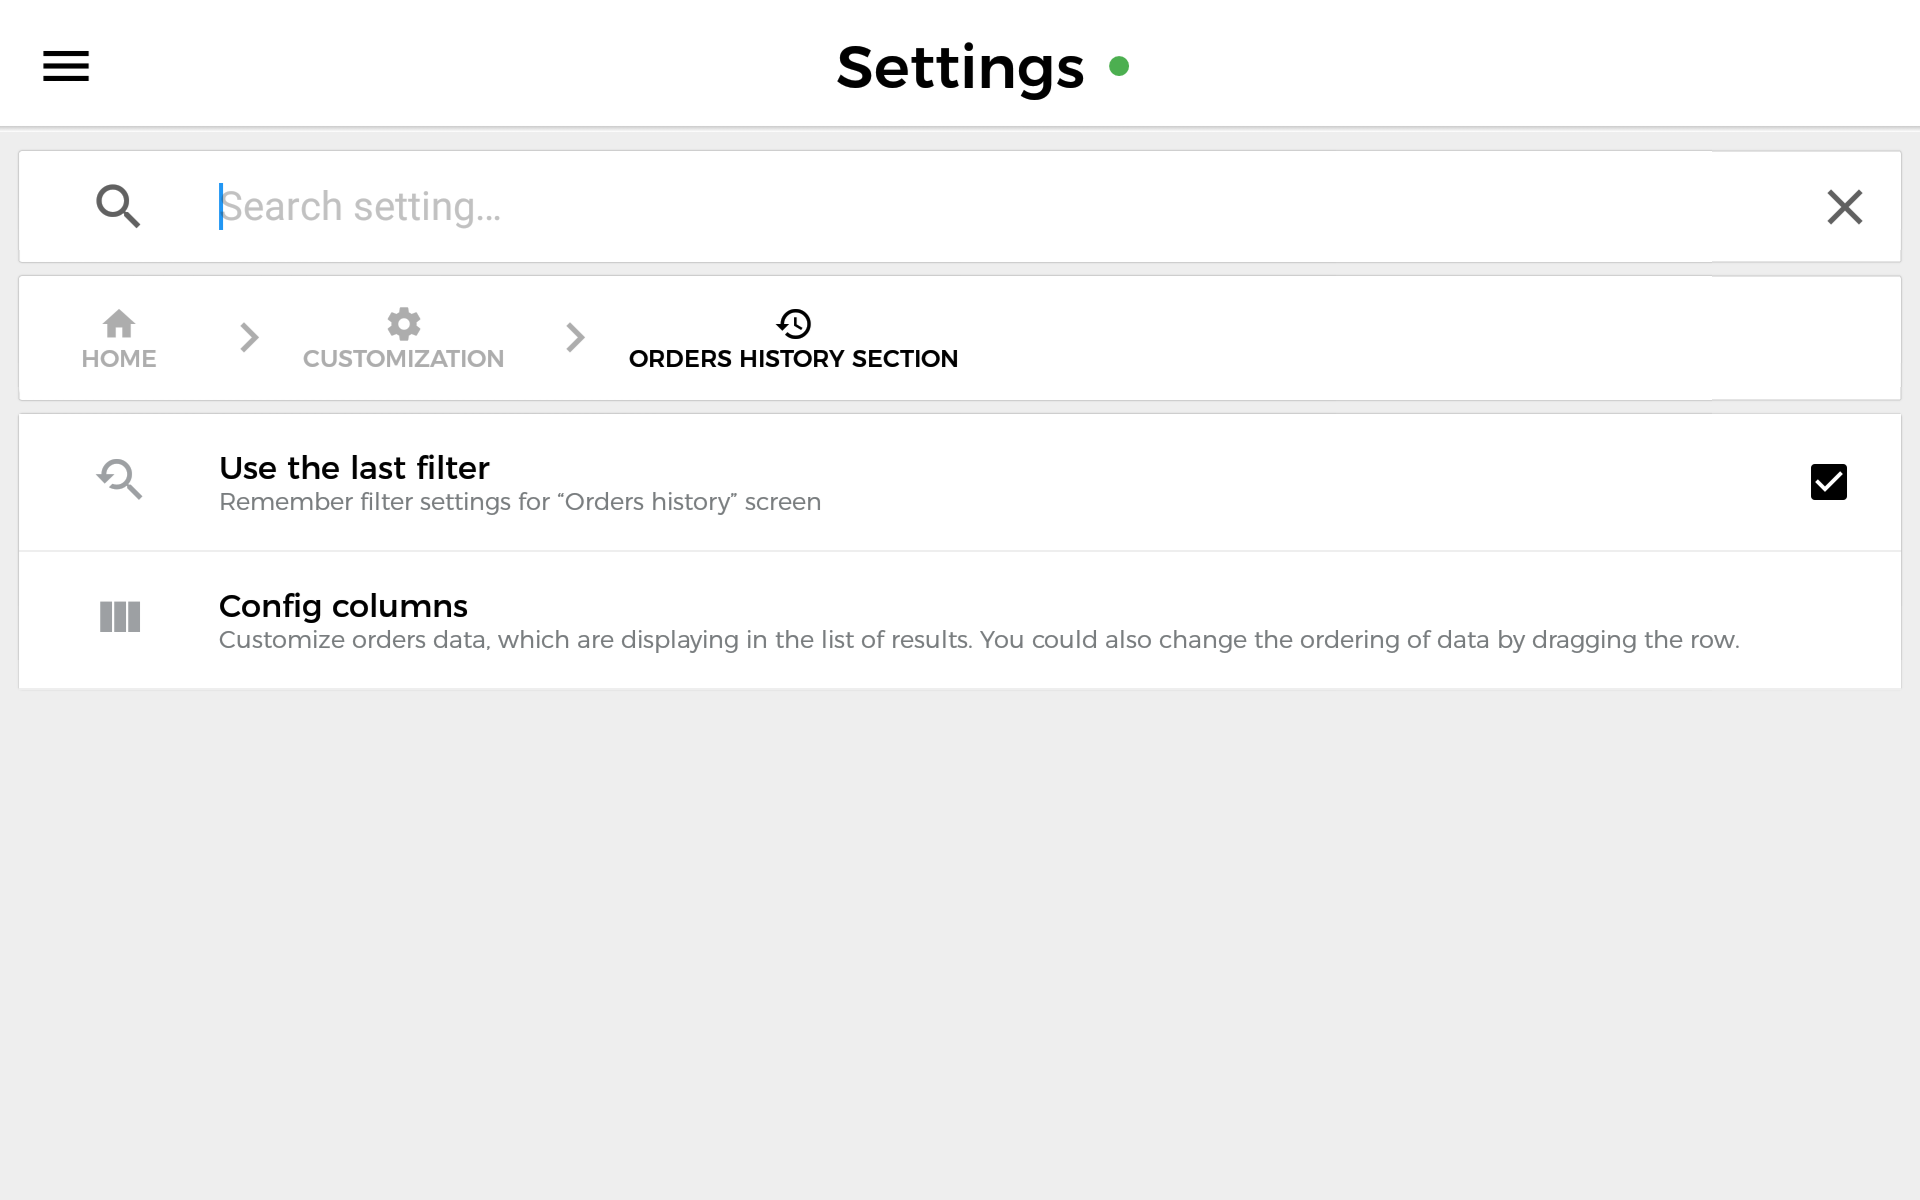 Settings
Search setting...
HOME
CUSTOMIZATION
ORDERS HISTORY SECTION
Use the last filter
Remember filter settings for “Orders history” screen
Config columns
Customize orders data, which are displaying in the list of results. You could also change the ordering of data by dragging the row.